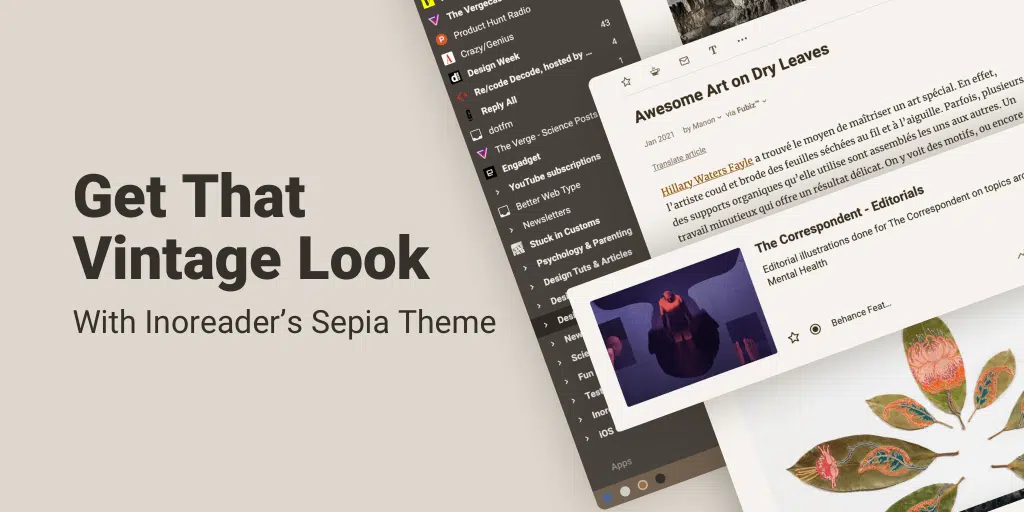 Get That
Vintage Look
With Inoreader’s Sepia Theme
The Vergecast
Product Hunt Radio
Crazy/Genius
43
Design Week
4
Re/code Decode, hosted by ...
1
Reply All
dotfm
The Verge - Science Posts
Engadget
YouTube subscriptions
Better Web Type
Newsletters
Stuck in Customs
Psychology & Parenting
Design Tuts & Articles
Fun
iOS
Apps
Awesome Art on Dry Leaves
Jan 2021 by Manon via Fubiz™
Translate article
Hillary Waters Fayle a trouvé le moyen de maîtriser un art spécial. En effet,
l’artiste coud et brode des feuilles séchées au fil et à l’aiguille. Parfois, plusieurs
des supports organiques qu’elle utilise sont assemblés les uns aux autres. Un
travail minutieux qui offre un résultat délicat. On y voit des motifs, ou encore
The Correspondent - Editorials
Editorial illustrations done for The Correspondent on topics
Mental Health
Behance Feat...